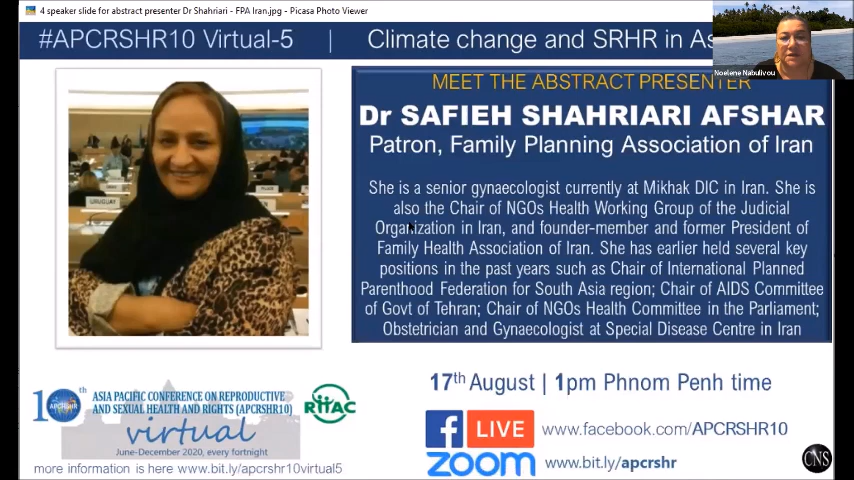 4 speaker slide for abstract presenter Dr Shahriari - FPA Iran.jpg - Picasa Photo Viewer
#APCRSHR10 Virtual-5 | Climate change and SRHR in As
Noelene Nabulivou
MEET THE ABSTRACT PRESENTER
Dr SAFIEH SHAHRIARI AFSHAR
Patron, Family Planning Association of Iran
She is a senior gynaecologist currently at Mikhak DIC in Iran. She is
also the Chair of NGOs Health Working Group of the Judicial
Organization in Iran, and founder-member and former President of
Family Health Association of Iran. She has earlier held several key
positions in the past years such as Chair of International Planned
Parenthood Federation for South Asia region; Chair of AIDS Committee
of Govt of Tehran; Chair of NGOs Health Committee in the Parliament;
Obstetrician and Gynaecologist at Special Disease Centre in Iran
URUGUAY
10th ASIA PACIFIC CONFERENCE ON REPRODUCTIVE
AND SEXUAL HEALTH AND RIGHTS (APCRSHR10)
APCRSHR
virtual
June-December 2020, every fortnight
more information is here www.bit.ly/apcrshr10virtual5
RHAC
17th August | 1pm Phnom Penh time
f LIVE www.facebook.com/APCRSHR10
zoom www.bit.ly/apcrshr
CNS